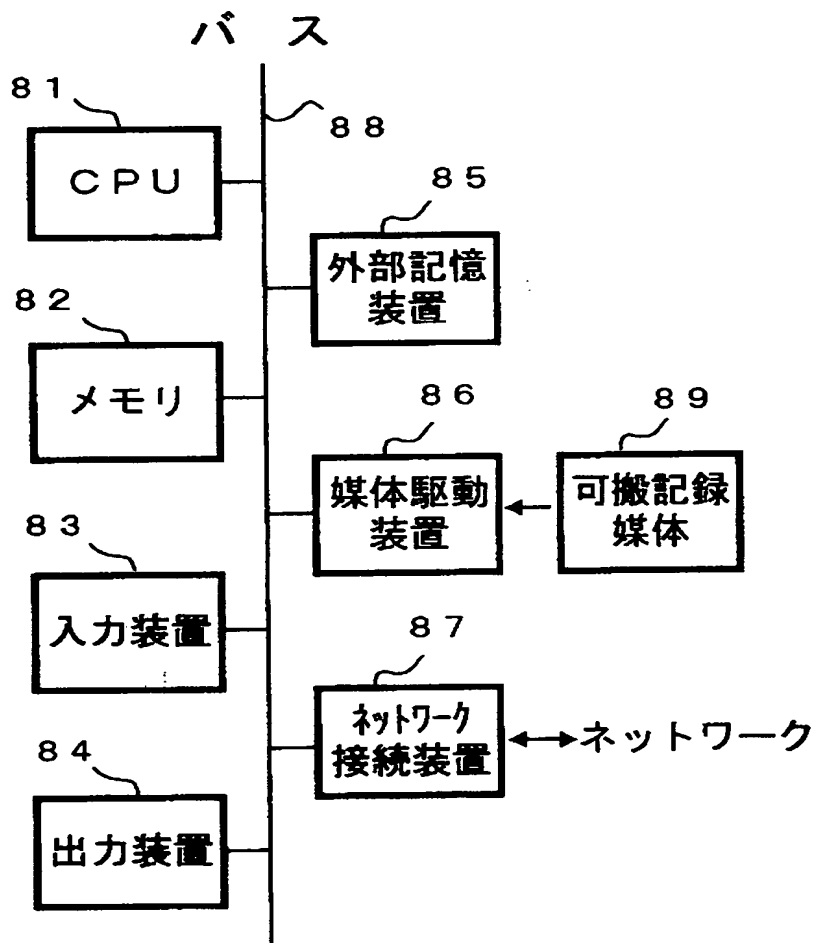 バス
81
88
CPU
85
外部記憶
装置
82
メモリ
86
89
媒体駆動
装置
可搬記録
媒体
83
入力装置
87
ネットワーク
接続装置
ネットワーク
84
出力装置